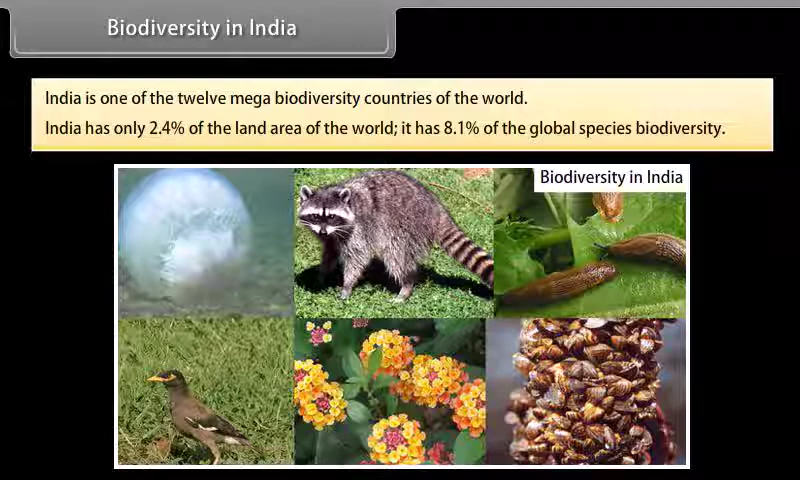 Biodiversity in India
India is one of the twelve mega biodiversity countries of the world.
India has only 2.4% of the land area of the world; it has 8.1% of the global species biodiversity.
Biodiversity in India